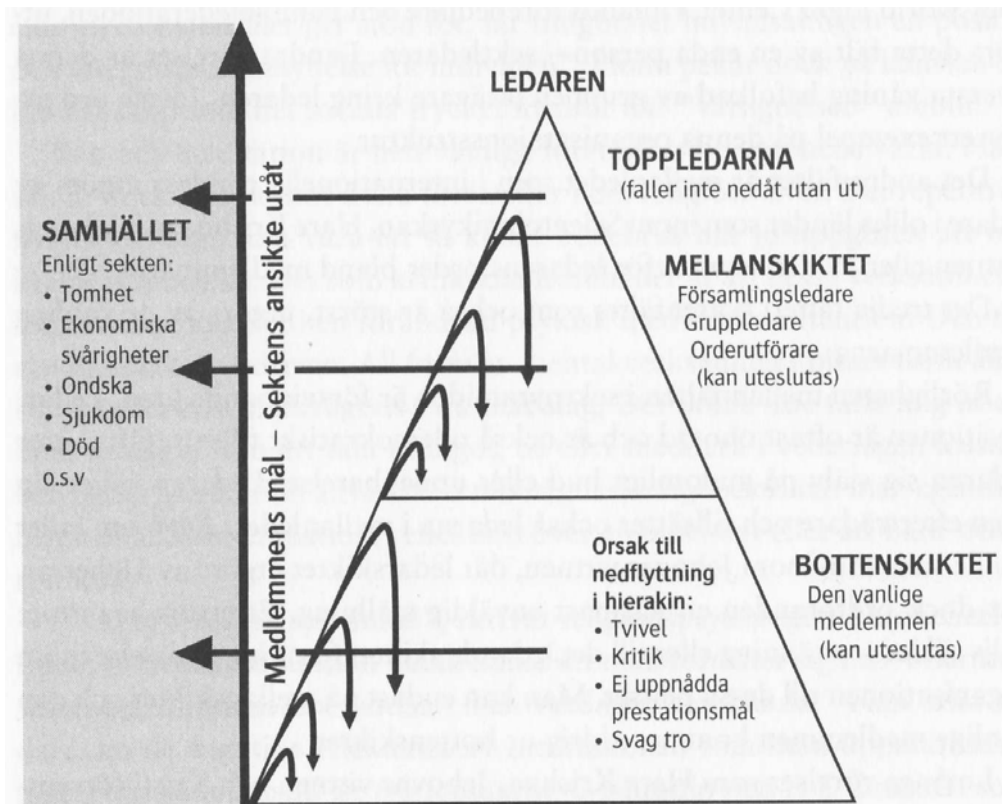 LEDAREN
TOPPLEDARNA
(faller inte nedåt utan ut)
SAMHÄLLET
Enligt sekten:
• Tomhet
• Ekonomiska
svårigheter
• Ondska
• Sjukdom
• Död
o.s.v
Medlemmens mål – Sektens ansikte utåt
MELLANSKIKTET
Församlingsledare
Gruppledare
Orderutförare
(kan uteslutas)
Orsak till
nedflyttning
i hierakin:
• Tvivel
• Kritik
• Ej uppnådda
prestationsmål
• Svag tro
BOTTENSKIKTET
Den vanlige
medlemmen
(kan uteslutas)